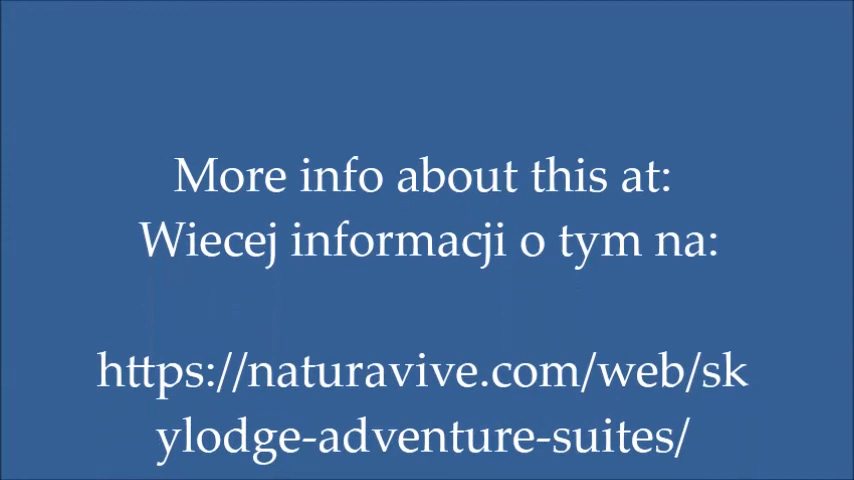 More info about this at:
Wiecej informacji o tym na:
https://naturavive.com/web/sk
ylodge-adventure-suites/